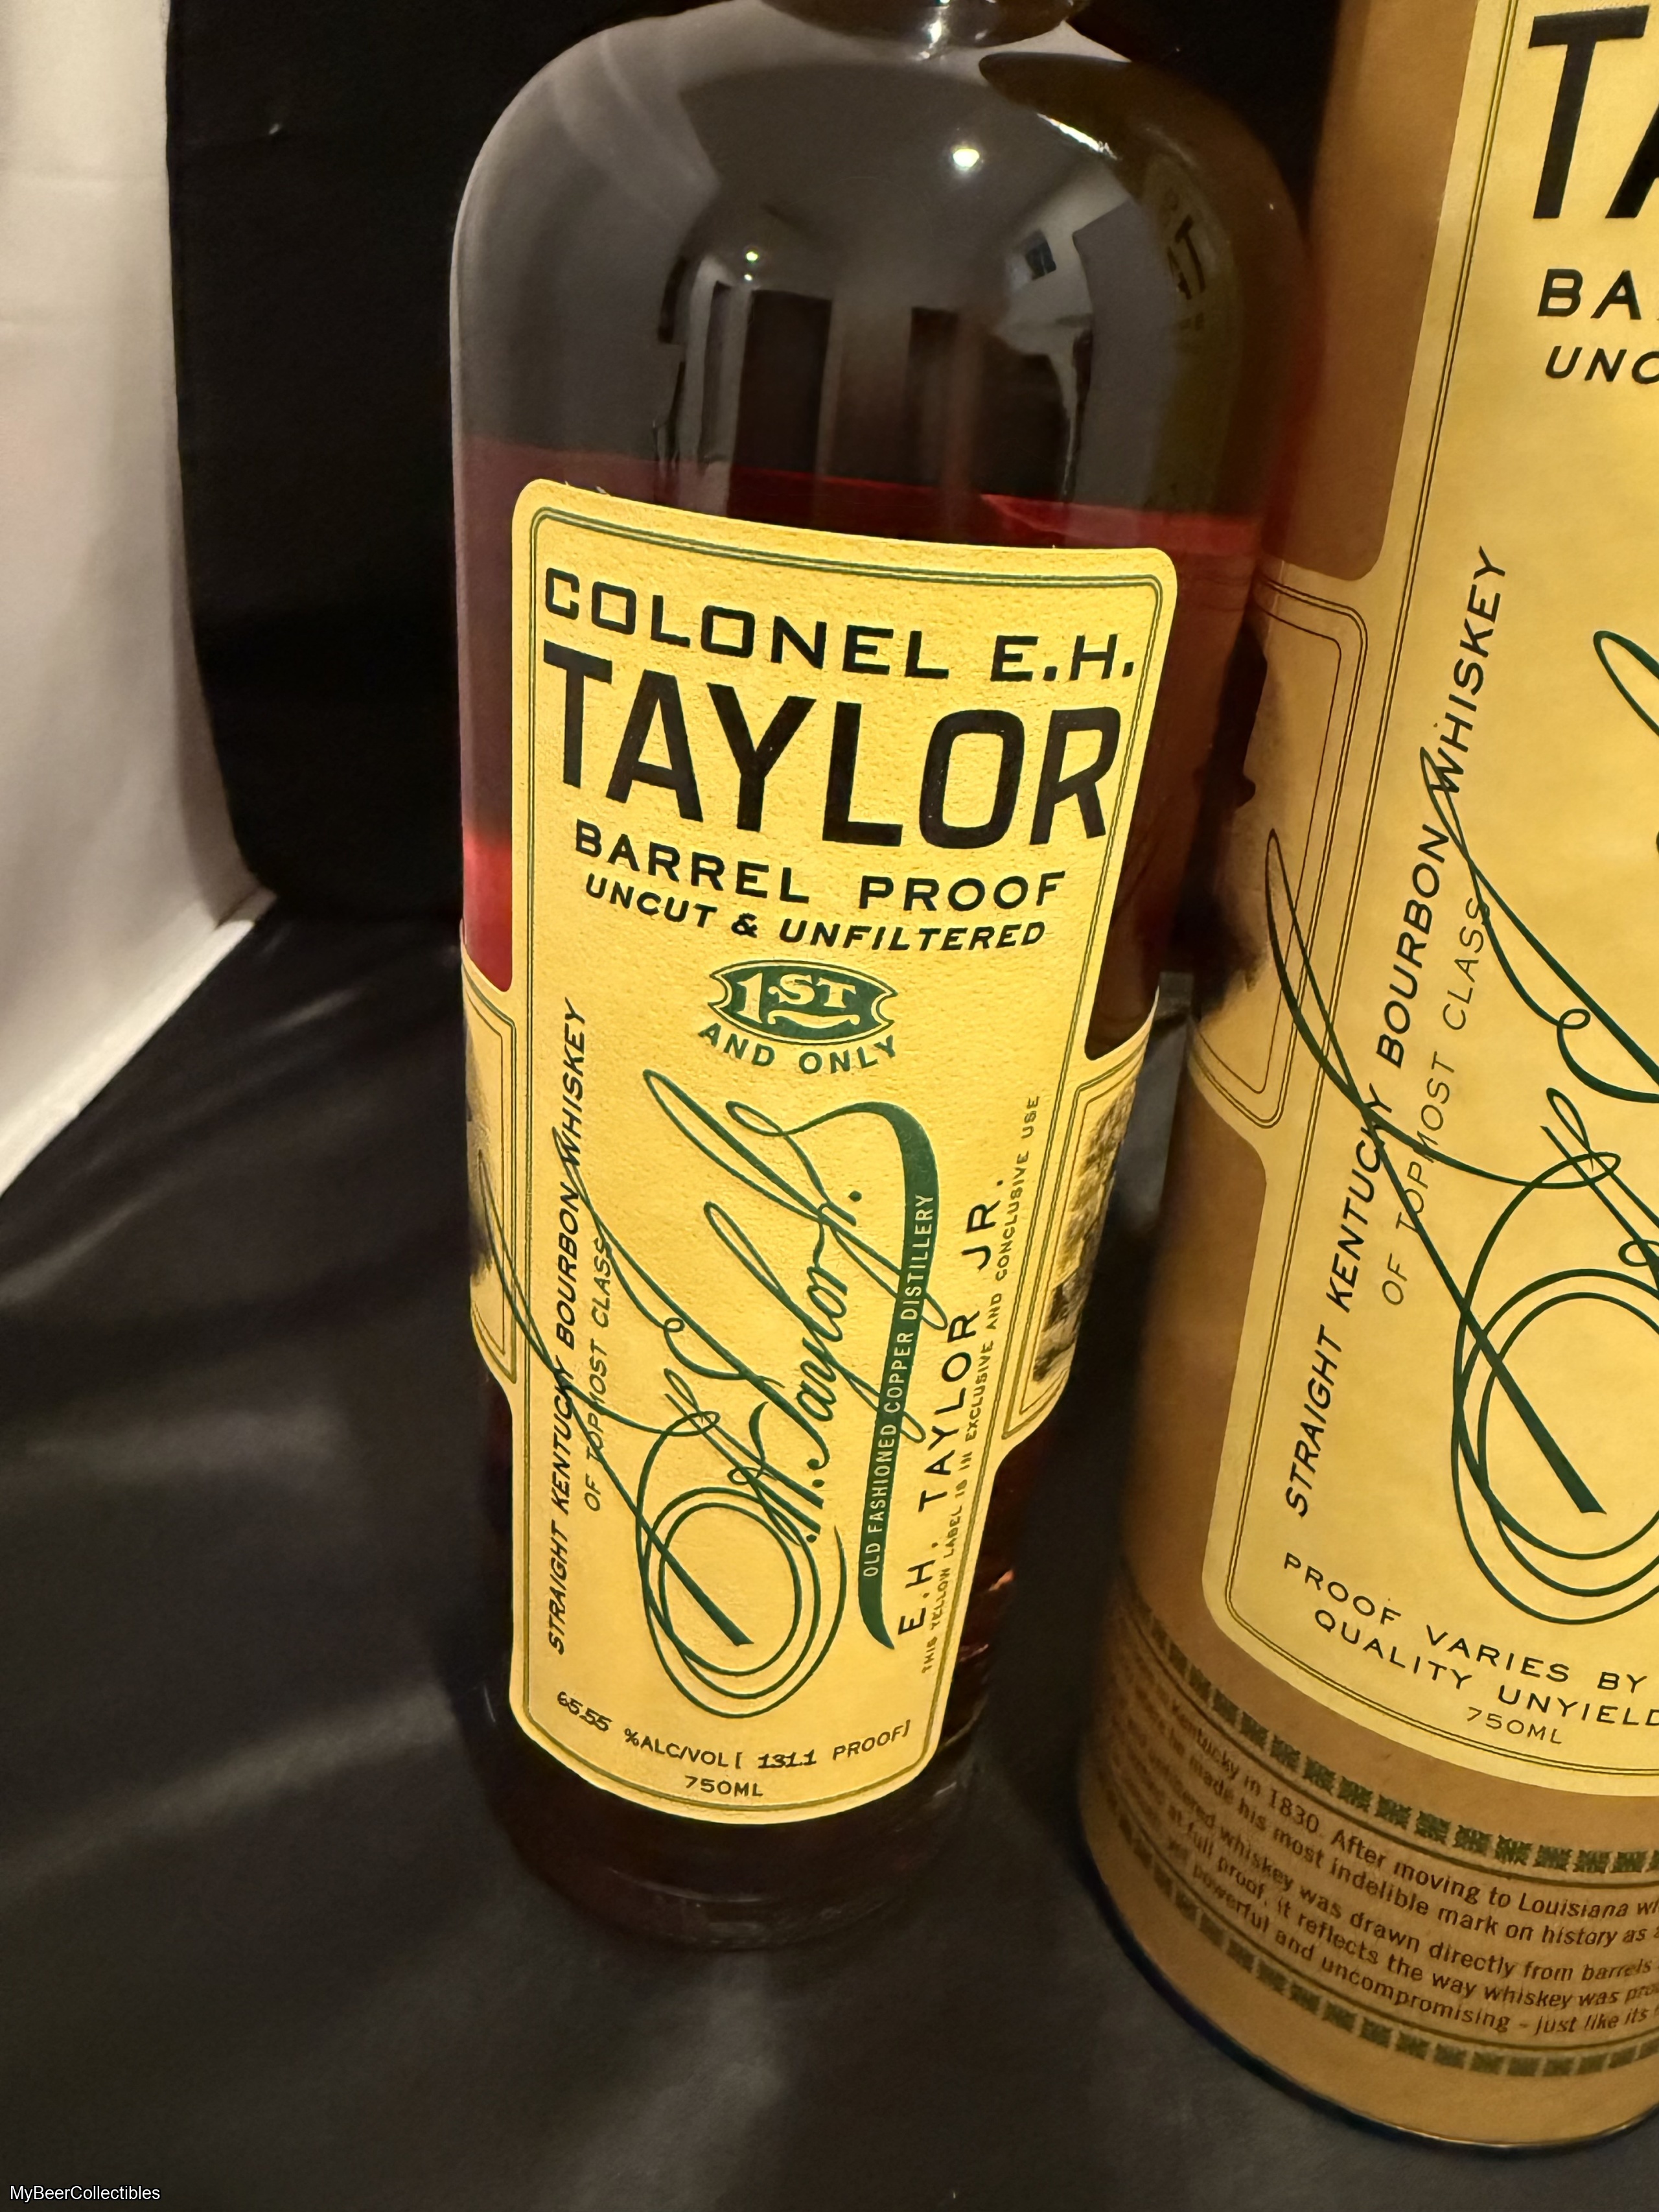 COLONEL E.H.
TAYLOR
BARREL PROOF
UNCUT & UNFILTERED
1ST
AND ONLY
STRAIGHT KENTUCKY BOURBON WHISKEY
OF TOPMOST CLASS
E.H. Taylor, Jr.
OLD FASHIONED COPPER DISTILLERY
E.H. TAYLOR JR.
THIS YELLOW LABEL IS IN EXCLUSIVE AND CONCLUSIVE USE
65.55 %ALC/VOL [ 131.1 PROOF]
750ML
TA
BA
UNC
STRAIGHT KENTUCKY BOURBON WHISKEY
OF TOPMOST CLASS
PROOF VARIES BY
QUALITY UNYIELD
750ML
Kentucky in 1830. After moving to Louisiana
made his most indelible mark on history as
whiskey was drawn directly from barrels
at full proof, it reflects the way whiskey was
powerful and uncompromising - just like its
MyBeerCollectibles